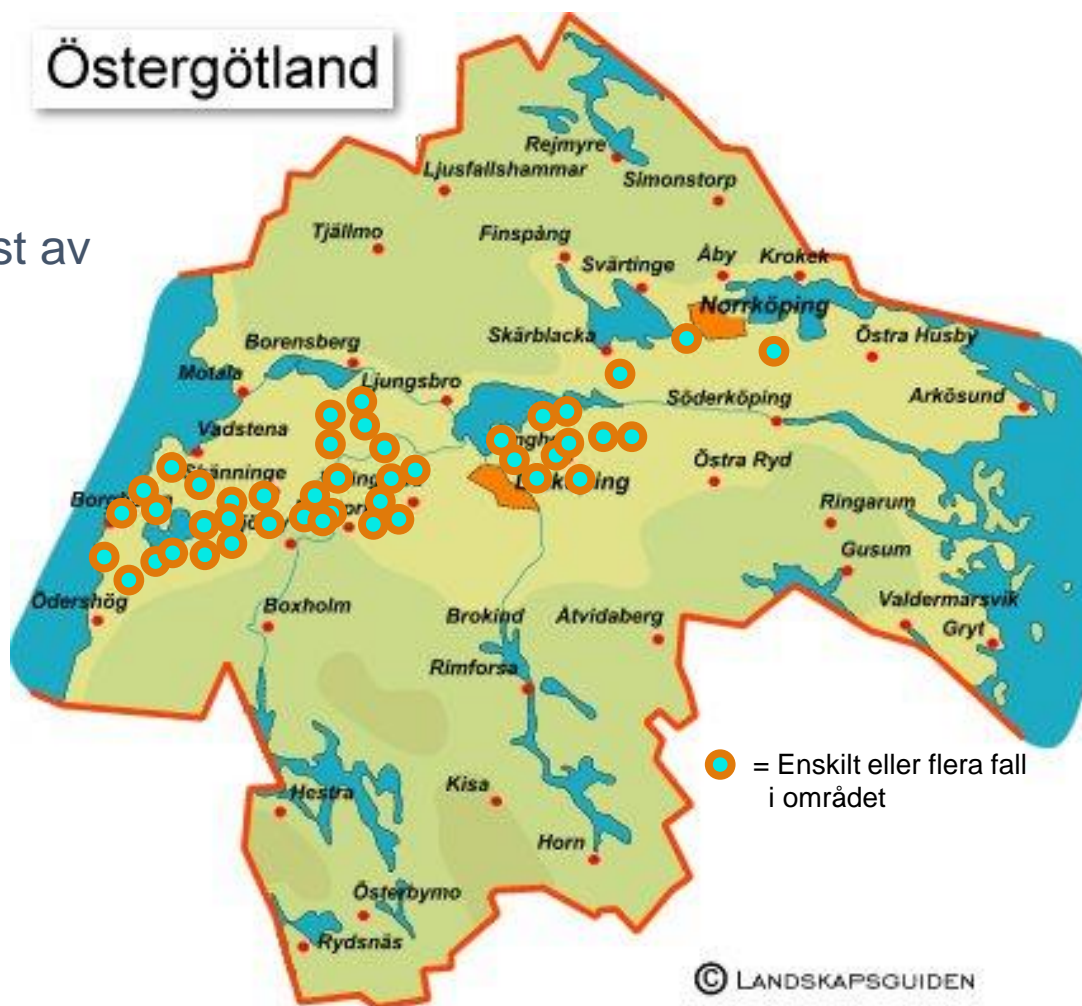 Östergötland
st av
Rejmyre
Ljusfallshammar
Simonstorp
Tjällmo
Finspång
Svärtinge
Åby
Krokek
Norrköping
Skärblacka
Östra Husby
Borensberg
Motala
Ljungsbro
Söderköping
Arkösund
Vadstena
Östra Ryd
Ringarum
Gusum
Ödershög
Boxholm
Brokind
Åtvidaberg
Valdermarsvik
Gryt
Rimforsa
= Enskilt eller flera fall
i området
Kisa
Hestra
Horn
Österbymo
Rydsnäs
© LANDSKAPSGUIDEN